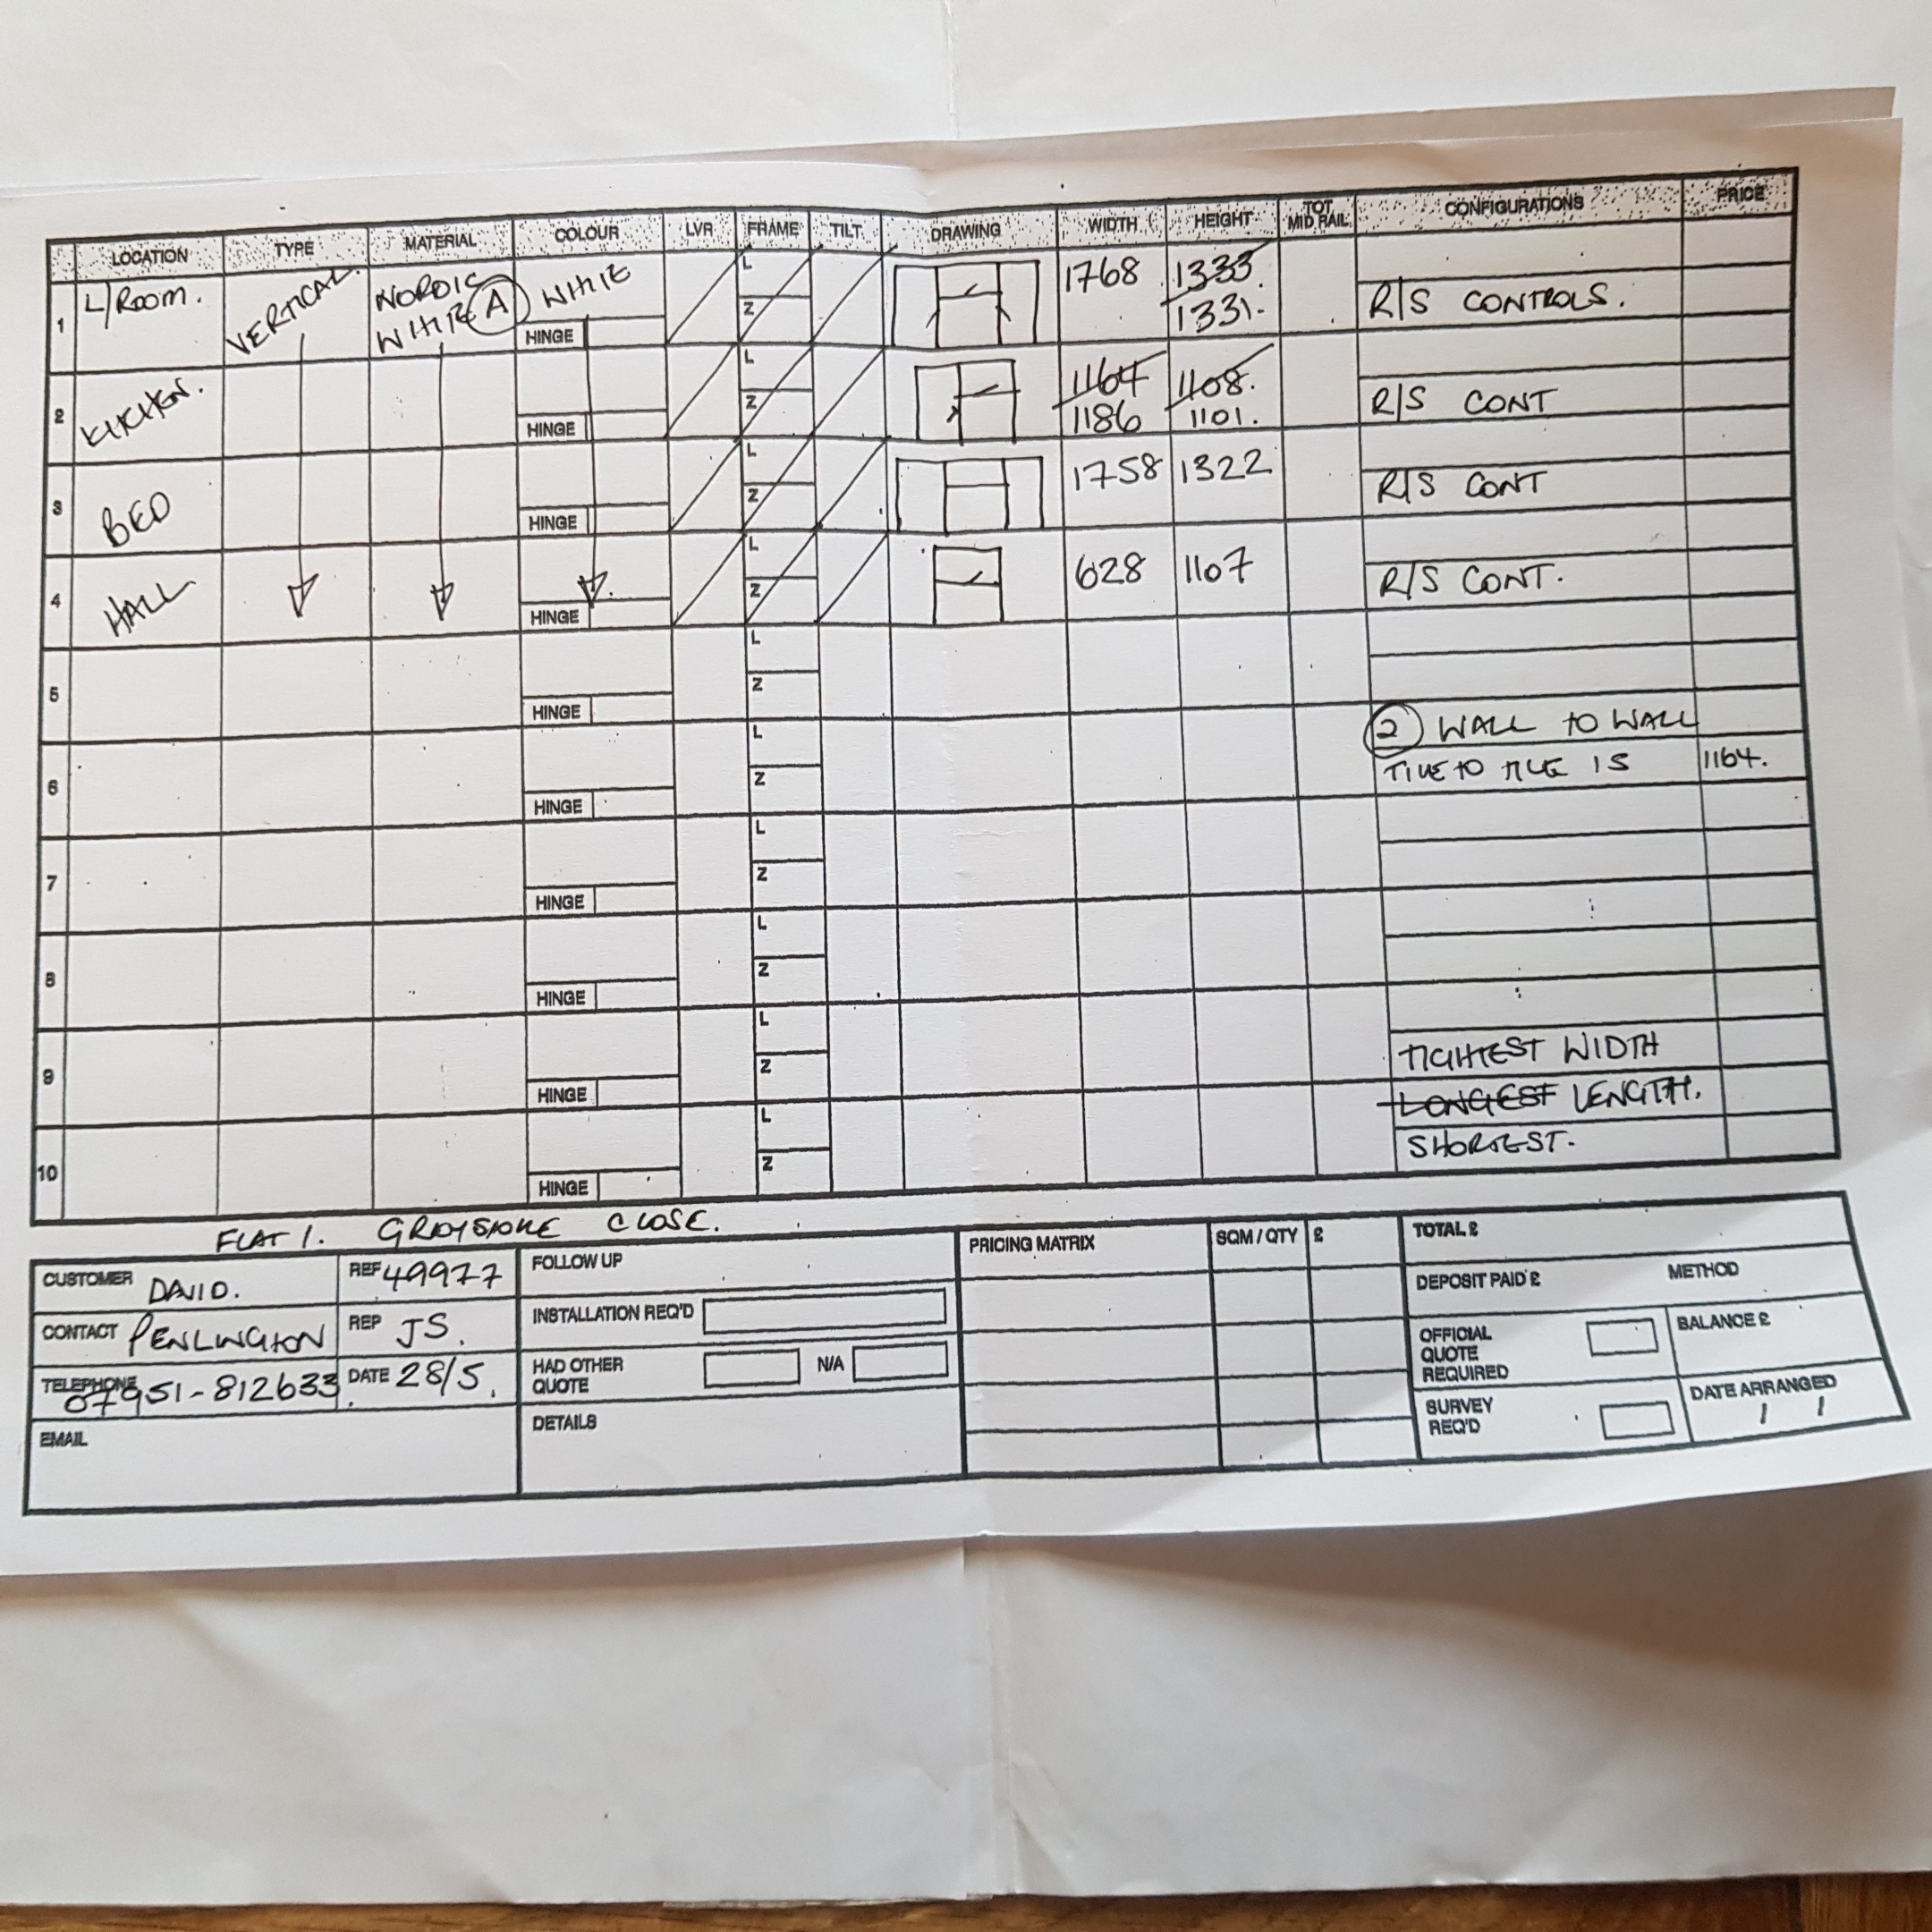 LOCATION TYPE MATERIAL COLOUR LVR FRAME TILT DRAWING WIDTH HEIGHT TOT MID RAIL CONFIGURATIONS PRICE
1 L/ROOM. VERTICAL NORDIC WHITE A WHITE HINGE L Z 1768 1333. 1331. R/S CONTROLS.
2 KITCHEN. HINGE L Z 1164 1186 1108. 1101. R/S CONT
3 BED HINGE L Z 1758 1322 R/S CONT
4 HALL HINGE L Z 628 1107 R/S CONT.
5 HINGE L Z
2 WALL TO WALL
6 HINGE L Z TILE TO TILE IS 1164.
7 HINGE L Z
8 HINGE L Z
9 HINGE L Z TIGHTEST WIDTH
LONGEST LENGTH.
10 HINGE L Z SHORTEST.
FLAT 1. GREYSTONE CLOSE.
CUSTOMER DAVID. REF 49977
CONTACT PENLINGTON REP JS.
TELEPHONE 07951-812633 DATE 28/5.
EMAIL
FOLLOW UP
INSTALLATION REQ'D
HAD OTHER QUOTE N/A
DETAILS
PRICING MATRIX SQM / QTY £
TOTAL £
DEPOSIT PAID £ METHOD
OFFICIAL QUOTE REQUIRED BALANCE £
SURVEY REQ'D DATE ARRANGED / /